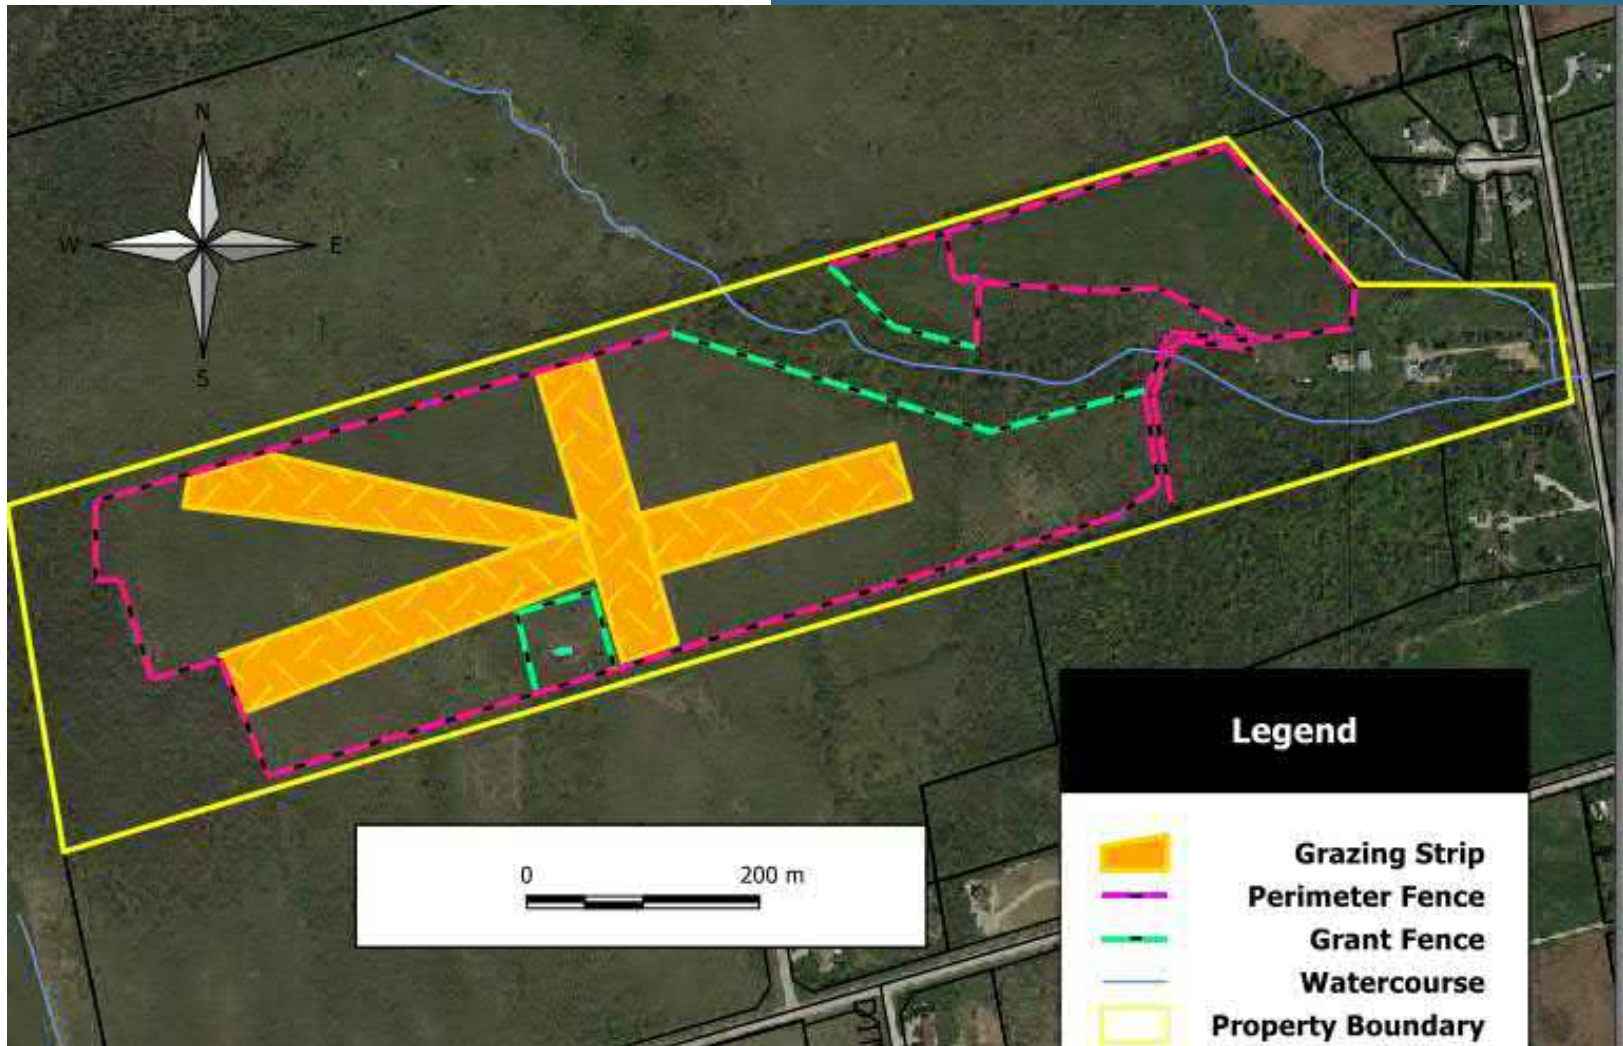 N
W
E
S
0
200 m
Legend
Grazing Strip
Perimeter Fence
Grant Fence
Watercourse
Property Boundary